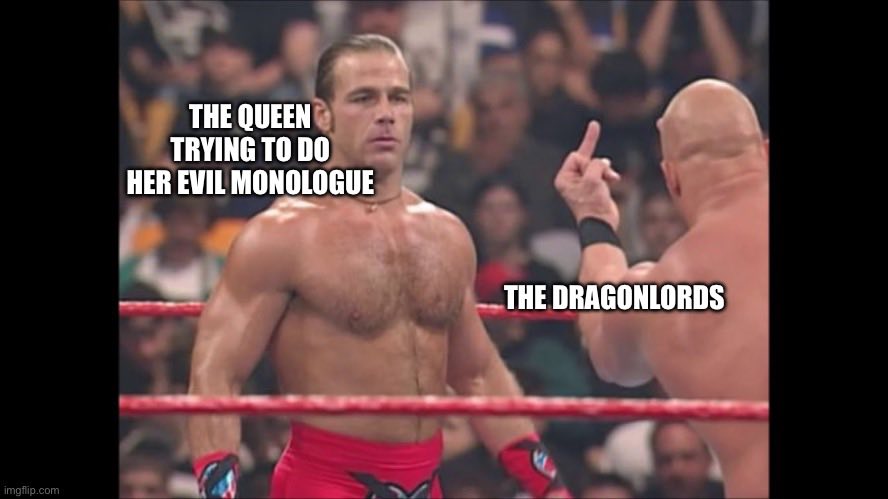 THE QUEEN
TRYING TO DO
HER EVIL MONOLOGUE
THE DRAGONLORDS
imgflip.com